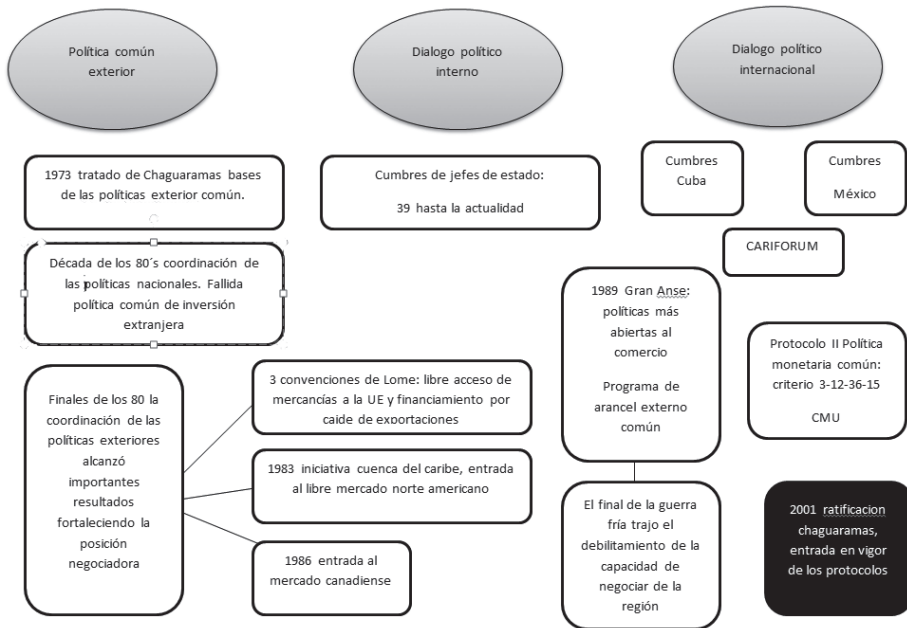 Política común
exterior
Dialogo político
interno
Dialogo político
internacional
1973 tratado de Chaguaramas bases
de las políticas exterior común.
Cumbres de jefes de estado:
39 hasta la actualidad
Cumbres
Cuba
Cumbres
México
CARIFORUM
Década de los 80´s coordinación de
las políticas nacionales. Fallida
política común de inversión
extranjera
1989 Gran Anse:
políticas más
abiertas al
comercio
Programa de
arancel externo
común
Protocolo II Política
monetaria común:
criterio 3-12-36-15
CMU
Finales de los 80 la
coordinación de las
políticas exteriores
alcanzó
importantes
resultados
fortaleciendo la
posición
negociadora
3 convenciones de Lome: libre acceso de
mercancías a la UE y financiamiento por
caide de exportaciones
1983 iniciativa cuenca del caribe, entrada
al libre mercado norte americano
1986 entrada al
mercado canadiense
El final de la guerra
fría trajo el
debilitamiento de la
capacidad de
negociar de la
región
2001 ratificacion
chaguaramas,
entrada en vigor
de los protocolos